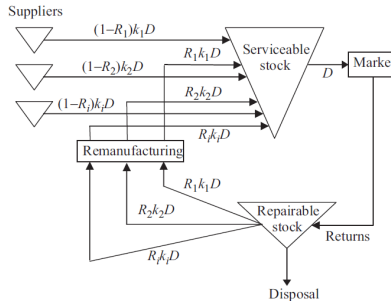 Suppliers
(1−R₁)k₁D
R₁k₁D
Serviceable
stock
D
Market
(1−R₂)k₂D
R₂k₂D
(1−Rᵢ)kᵢD
RᵢkᵢD
Remanufacturing
R₁k₁D
R₂k₂D
RᵢkᵢD
Repairable
stock
Returns
Disposal